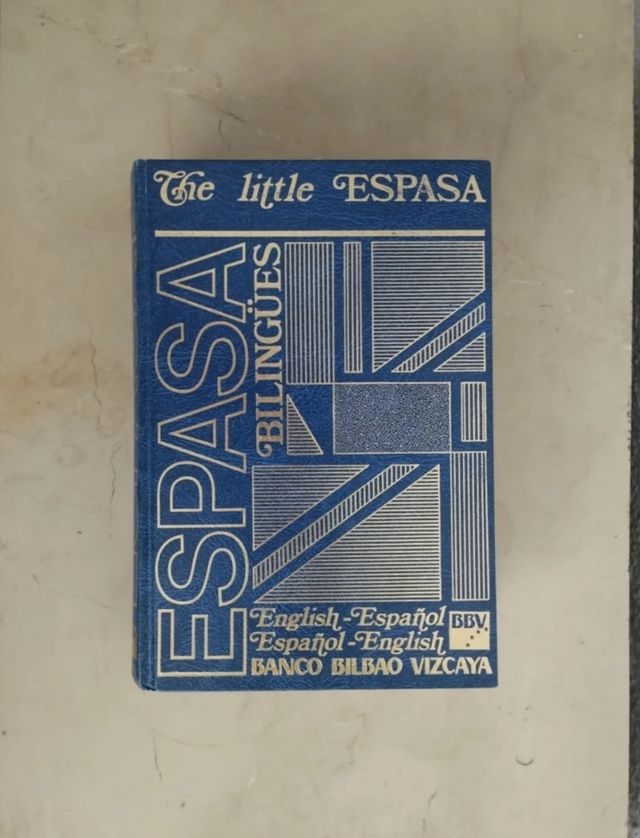 The little ESPASA
ESPASA
BILINGÜES
English-Español
Español-English
BBV
BANCO BILBAO VIZCAYA